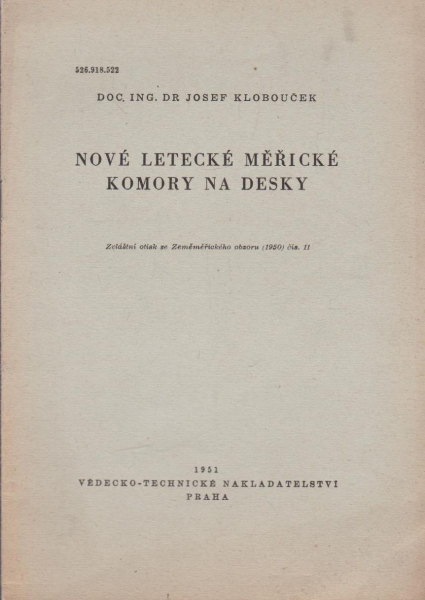 526.918.522
DOC. ING. DR JOSEF KLOBOUČEK
NOVÉ LETECKÉ MĚŘICKÉ
KOMORY NA DESKY
Zvláštní otisk ze Zeměměřického obzoru (1950) čís. 11
1951
VĚDECKO-TECHNICKÉ NAKLADATELSTVÍ
PRAHA